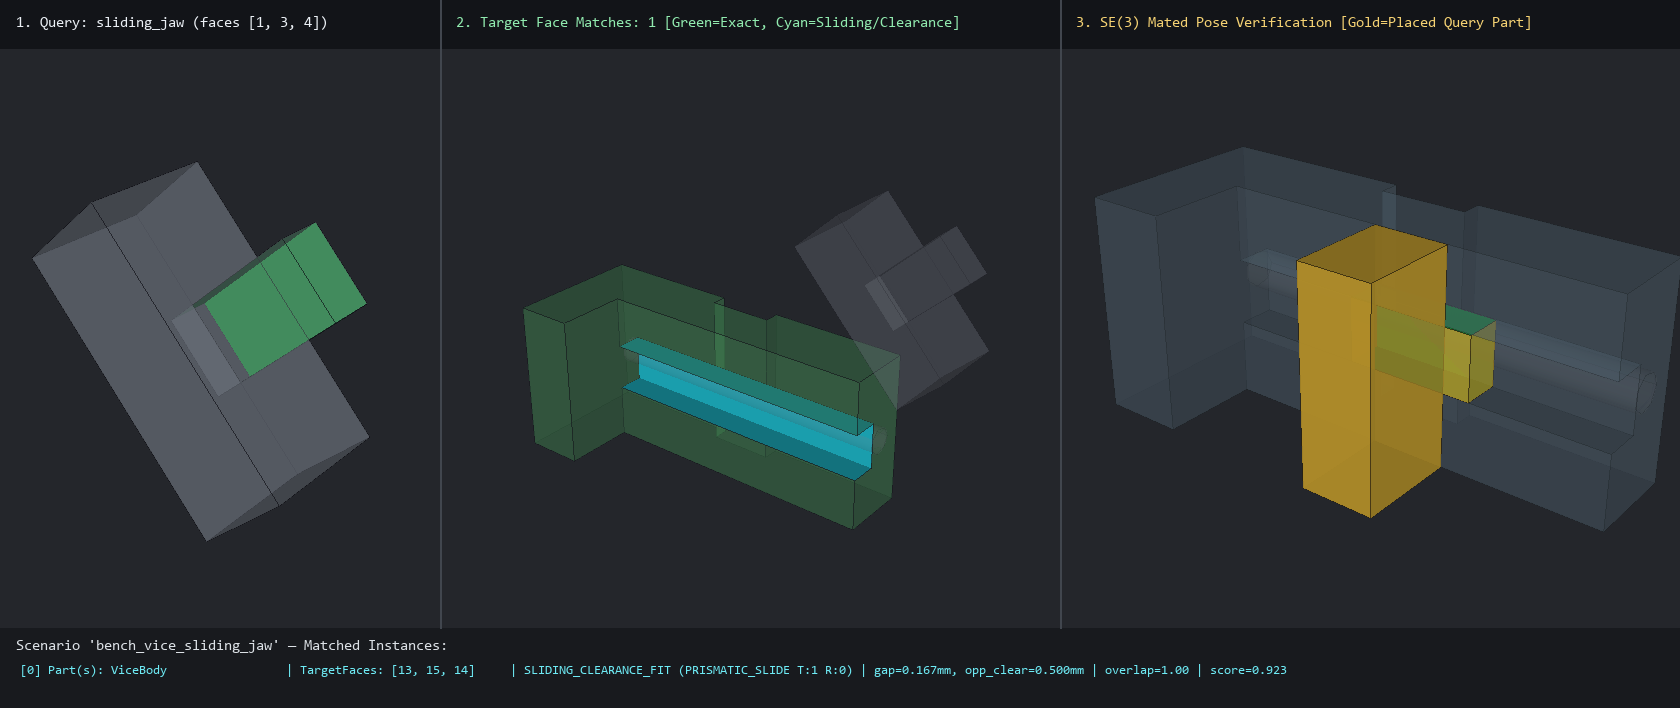 1. Query: sliding_jaw (faces [1, 3, 4])
2. Target Face Matches: 1 [Green=Exact, Cyan=Sliding/Clearance]
3. SE(3) Mated Pose Verification [Gold=Placed Query Part]
Scenario 'bench_vice_sliding_jaw' — Matched Instances:
[0] Part(s): ViceBody | TargetFaces: [13, 15, 14] | SLIDING_CLEARANCE_FIT (PRISMATIC_SLIDE T:1 R:0) | gap=0.167mm, opp_clear=0.500mm | overlap=1.00 | score=0.923